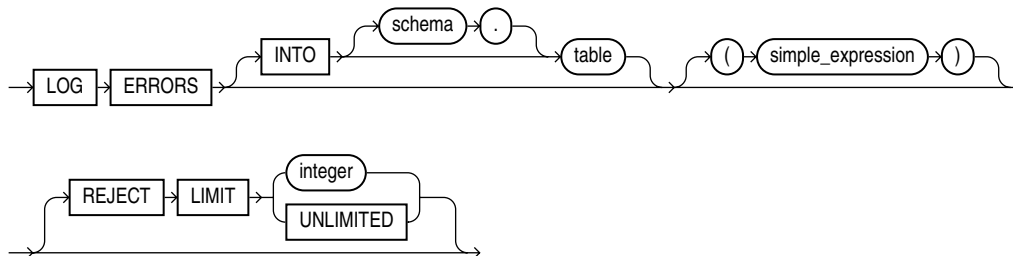 schema .
INTO table ( simple_expression )
LOG ERRORS
integer
REJECT LIMIT
UNLIMITED